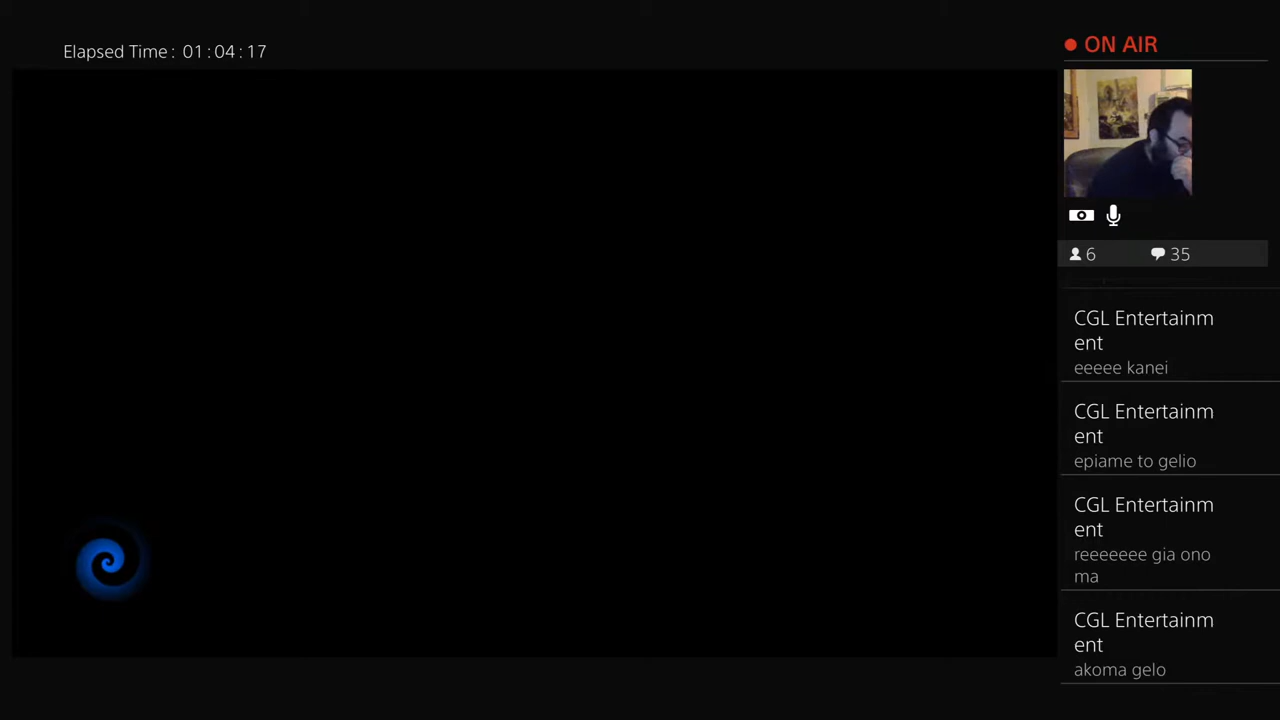 Elapsed Time : 01 : 04 : 17
ON AIR
6 35
CGL Entertainm
ent
eeeee kanei
CGL Entertainm
ent
epiame to gelio
CGL Entertainm
ent
reeeeeee gia ono
ma
CGL Entertainm
ent
akoma gelo